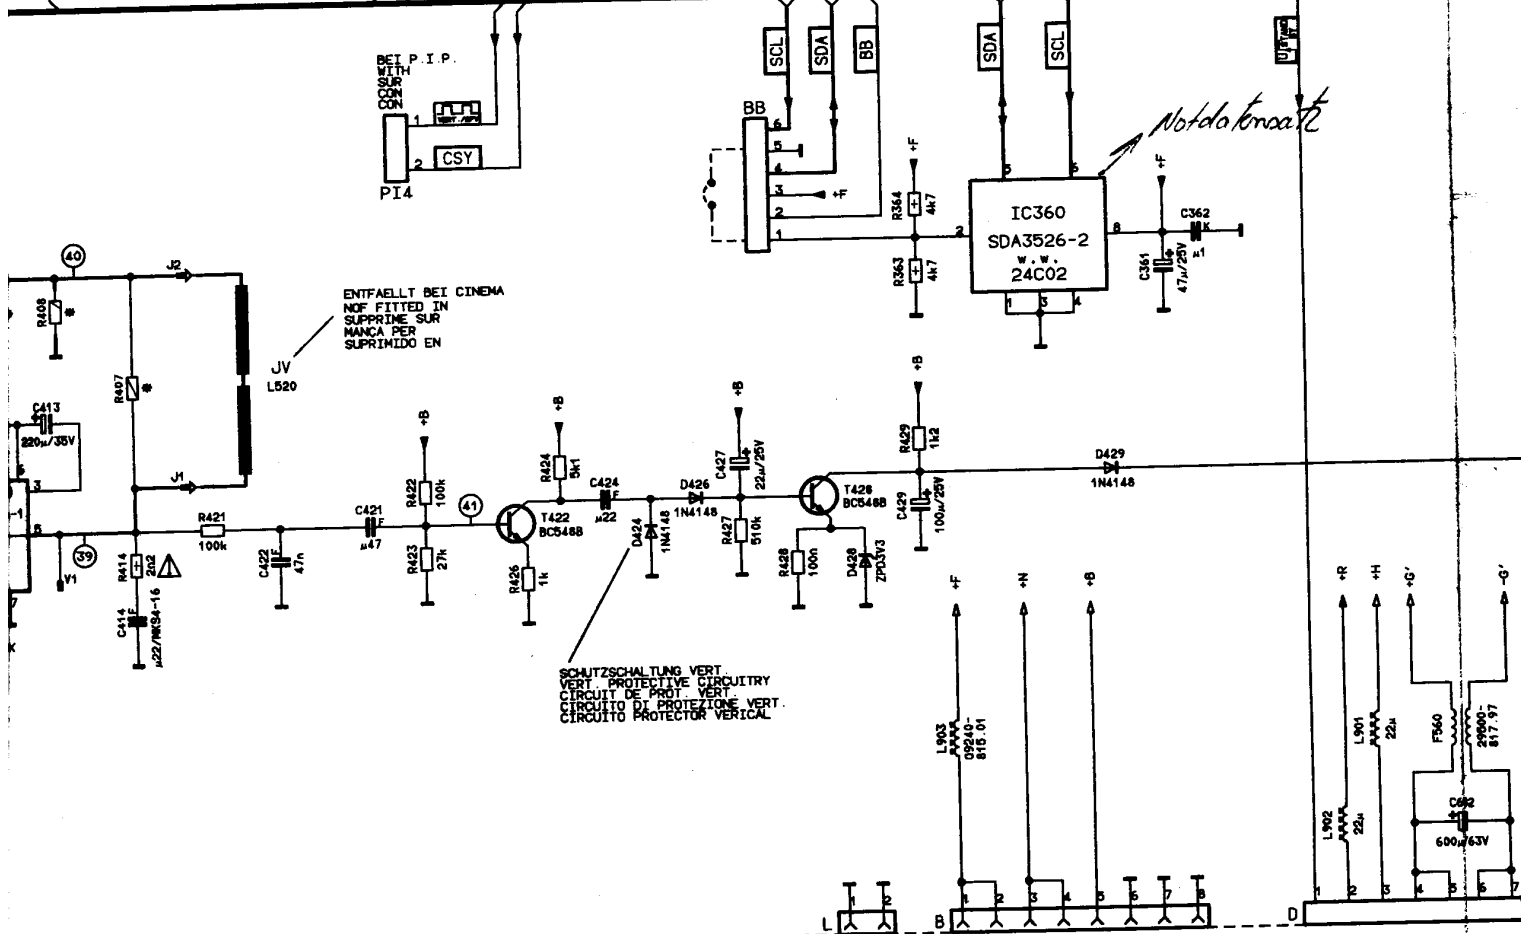 BEI P.I.P.
WITH
SUR
CON
CON
1
2
CSY
PI4
SCL
SDA
BB
SDA
SCL
BB
6
5
4
3
2
1
+F
Notdatensatz
+F
R364
4k7
R363
4k7
2
5
6
IC360
SDA3526-2
w.w.
24C02
8
1
3
4
+F
C362
K
µ1
C361
47µ/25V
40
J2
R408
*
R407
*
ENTFAELLT BEI CINEMA
NOF FITTED IN
SUPPRIME SUR
MANCA PER
SUPRIMIDO EN
JV
L520
C413
220µ/35V
3
J1
39
V1
R421
100k
R414
2Ω2
C414
F
µ22/MKS4-16
C422
F
47n
C421
F
µ47
+B
R422
100k
R423
27k
41
T422
BC546B
R426
1k
+B
R424
5k1
C424
F
µ22
D424
1N4148
D426
1N4148
+B
C427
22µ/25V
R427
510k
T428
BC546B
R428
100n
D428
ZPD3V3
+B
R429
1k2
C429
100µ/25V
D429
1N4148
SCHUTZSCHALTUNG VERT.
VERT. PROTECTIVE CIRCUITRY
CIRCUIT DE PROT. VERT.
CIRCUITO DI PROTEZIONE VERT.
CIRCUITO PROTECTOR VERICAL
+F
+N
+B
L903
09240-
815.01
+R
+H
+G'
-G'
L901
22µ
L902
22µ
F560
29500-
817.97
600µ/63V
L
1
2
B
1
2
3
4
5
6
7
8
D
1
2
3
4
5
6
7